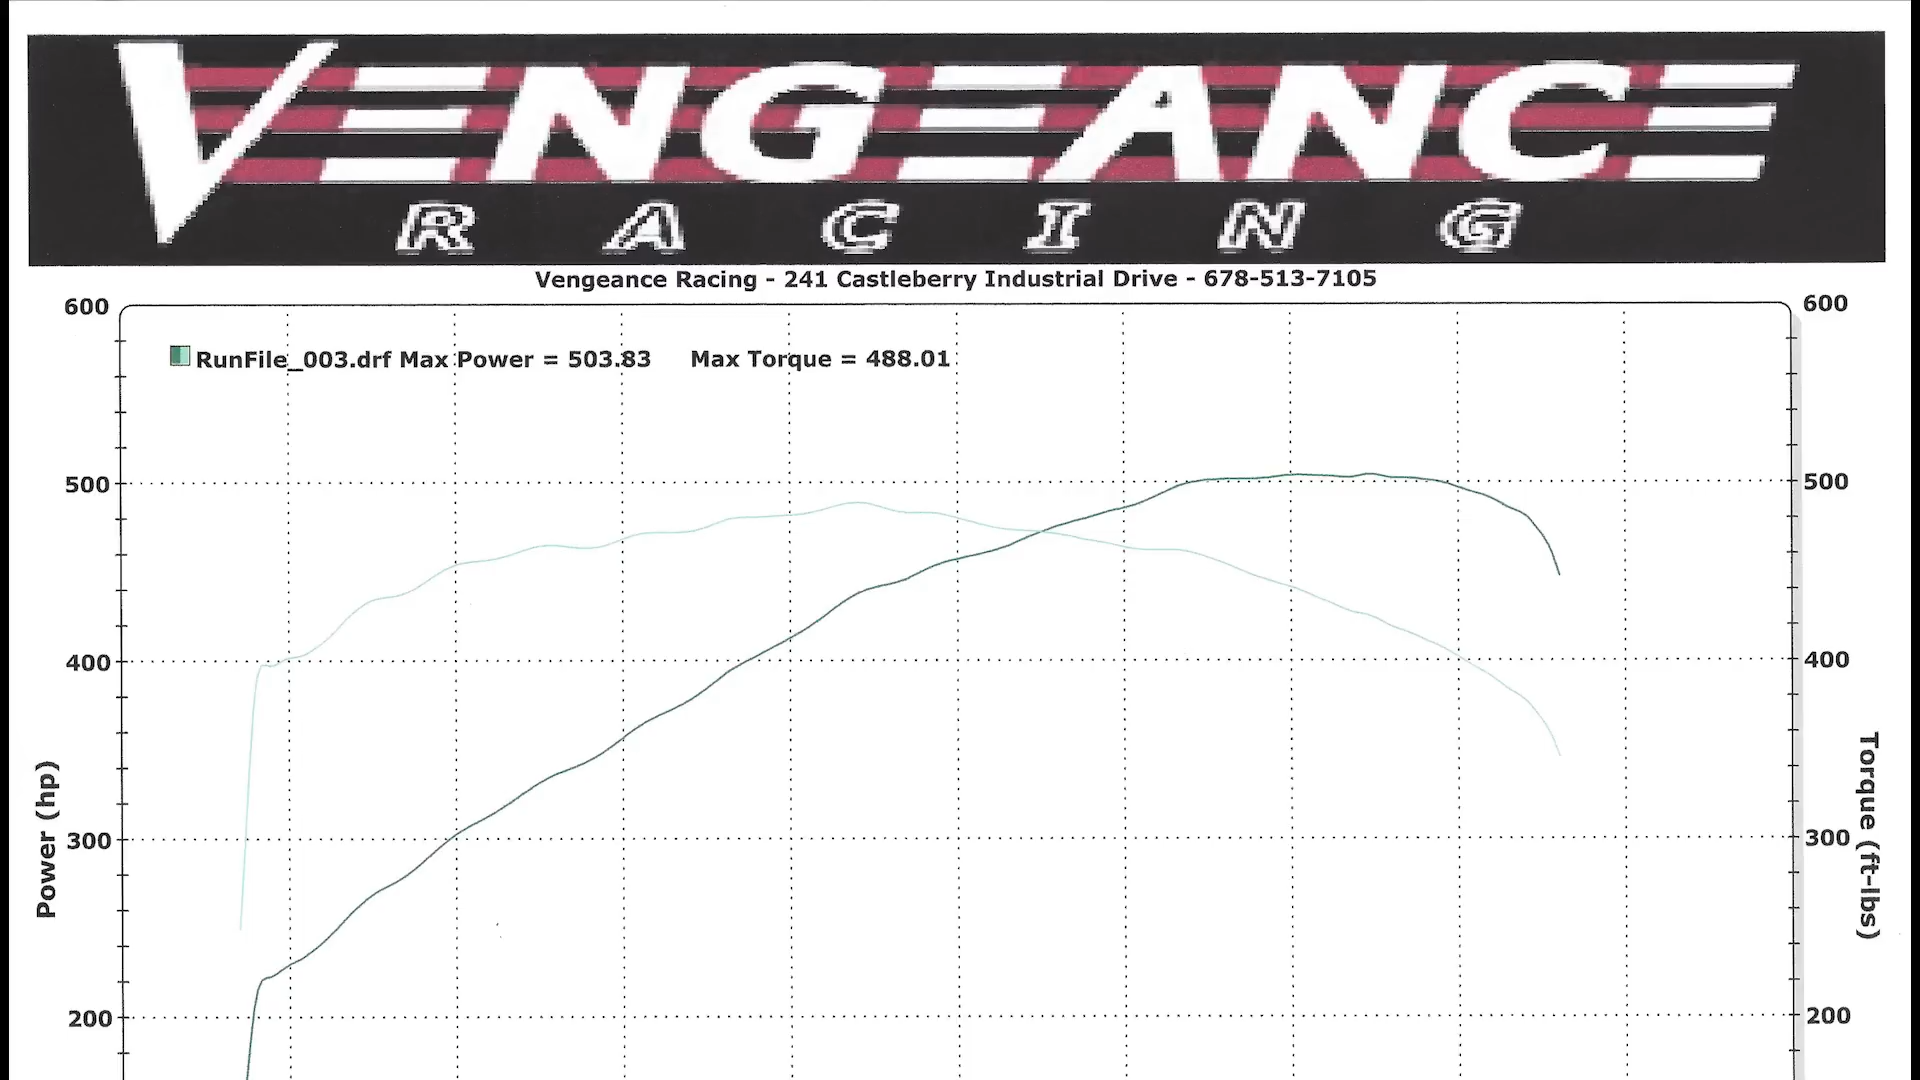 VENGEANCE
RACING
Vengeance Racing - 241 Castleberry Industrial Drive - 678-513-7105
RunFile_003.drf Max Power = 503.83 Max Torque = 488.01
600
500
400
300
200
Power (hp)
600
500
400
300
200
Torque (ft-lbs)